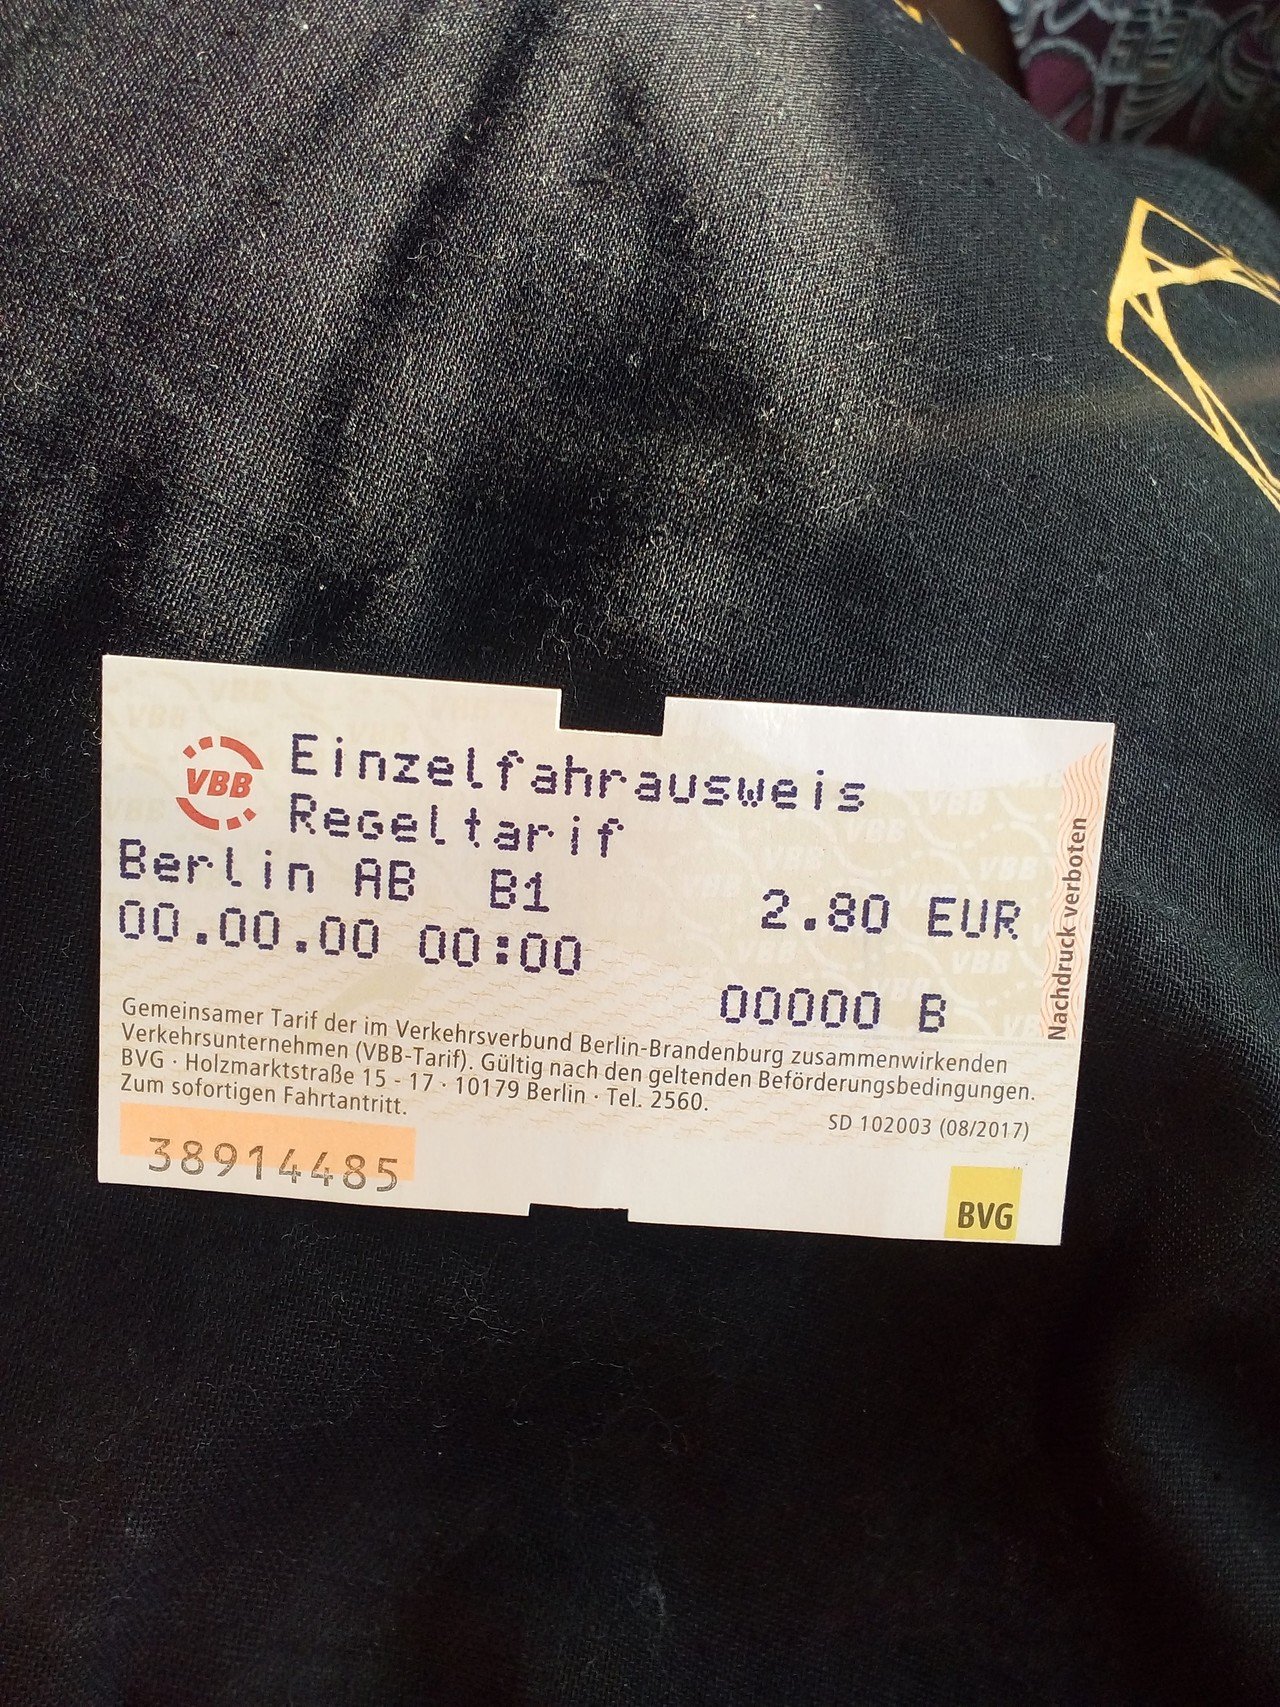 VBB
Einzelfahrausweis
Regeltarif
Berlin AB B1 2.80 EUR
00.00.00 00:00
00000 B
Nachdruck verboten
Gemeinsamer Tarif der im Verkehrsverbund Berlin-Brandenburg zusammenwirkenden
Verkehrsunternehmen (VBB-Tarif). Gültig nach den geltenden Beförderungsbedingungen.
BVG · Holzmarktstraße 15 - 17 · 10179 Berlin · Tel. 2560.
Zum sofortigen Fahrtantritt.
SD 102003 (08/2017)
38914485
BVG